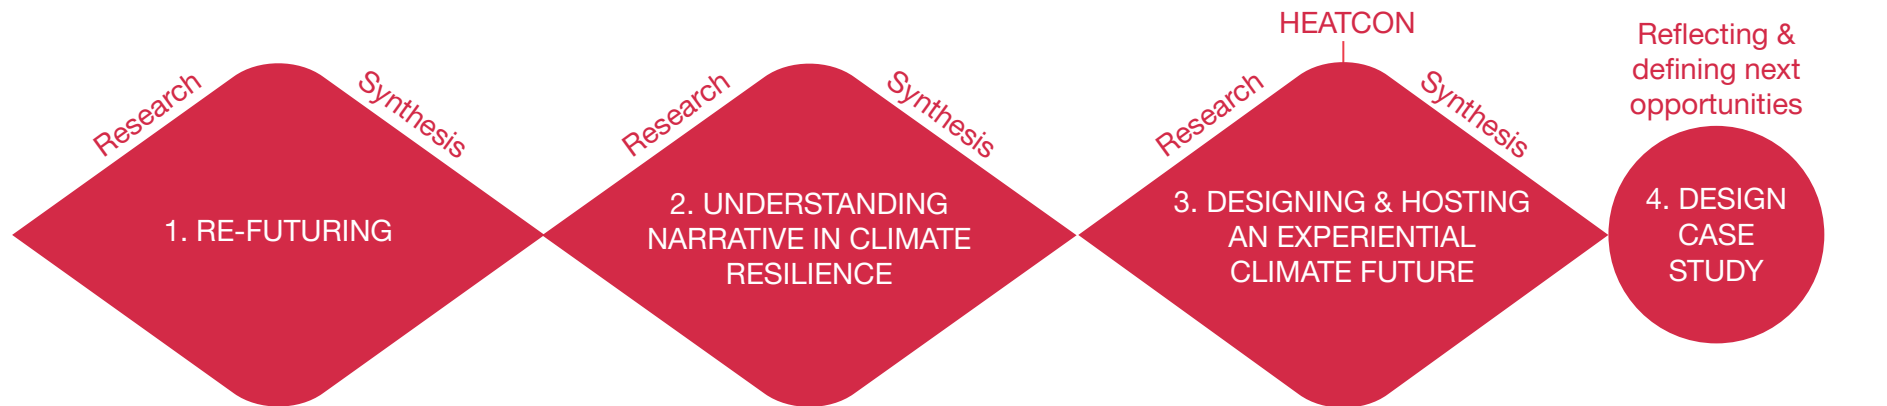 Research
Synthesis
1. RE-FUTURING
Research
Synthesis
2. UNDERSTANDING
NARRATIVE IN CLIMATE
RESILIENCE
HEATCON
Research
Synthesis
3. DESIGNING & HOSTING
AN EXPERIENTIAL
CLIMATE FUTURE
Reflecting &
defining next
opportunities
4. DESIGN
CASE
STUDY